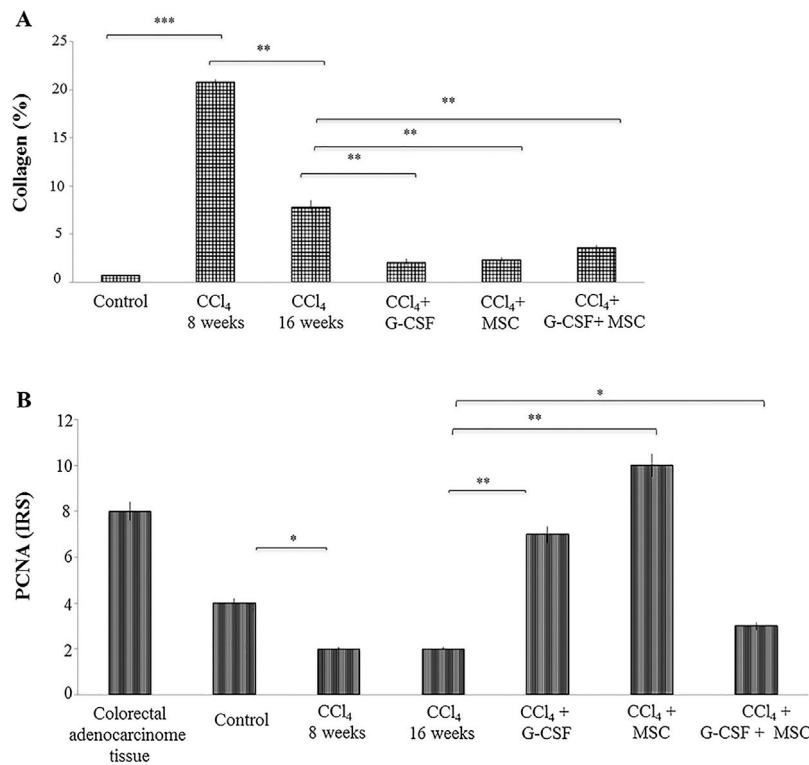 A
***
**
**
**
**
Collagen (%)
25
20
15
10
5
0
Control
CCl₄
8 weeks
CCl₄
16 weeks
CCl₄+
G-CSF
CCl₄+
MSC
CCl₄+
G-CSF+ MSC
B
*
**
**
*
PCNA (IRS)
12
10
8
6
4
2
0
Colorectal
adenocarcinome
tissue
Control
CCl₄
8 weeks
CCl₄
16 weeks
CCl₄ +
G-CSF
CCl₄ +
MSC
CCl₄ +
G-CSF + MSC